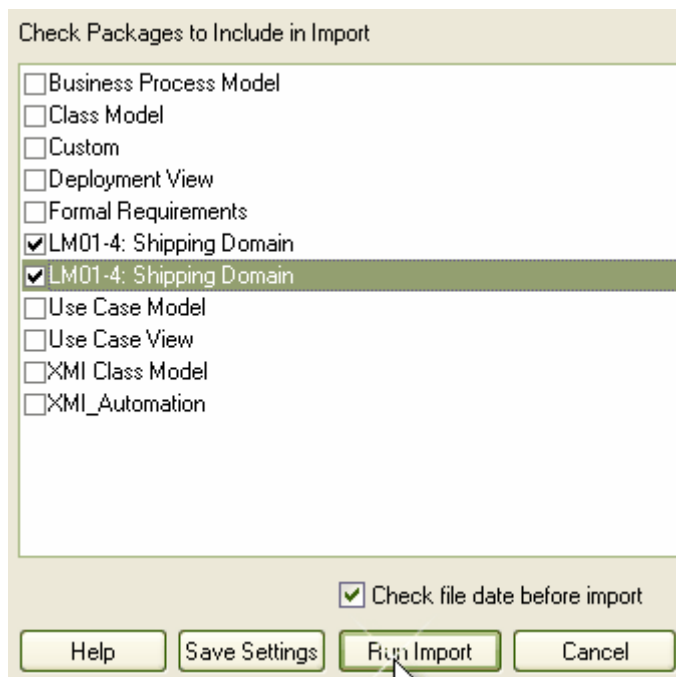 Check Packages to Include in Import
Business Process Model
Class Model
Custom
Deployment View
Formal Requirements
LM01-4: Shipping Domain
LM01-4: Shipping Domain
Use Case Model
Use Case View
XMI Class Model
XMI_Automation
Check file date before import
Help Save Settings Run Import Cancel